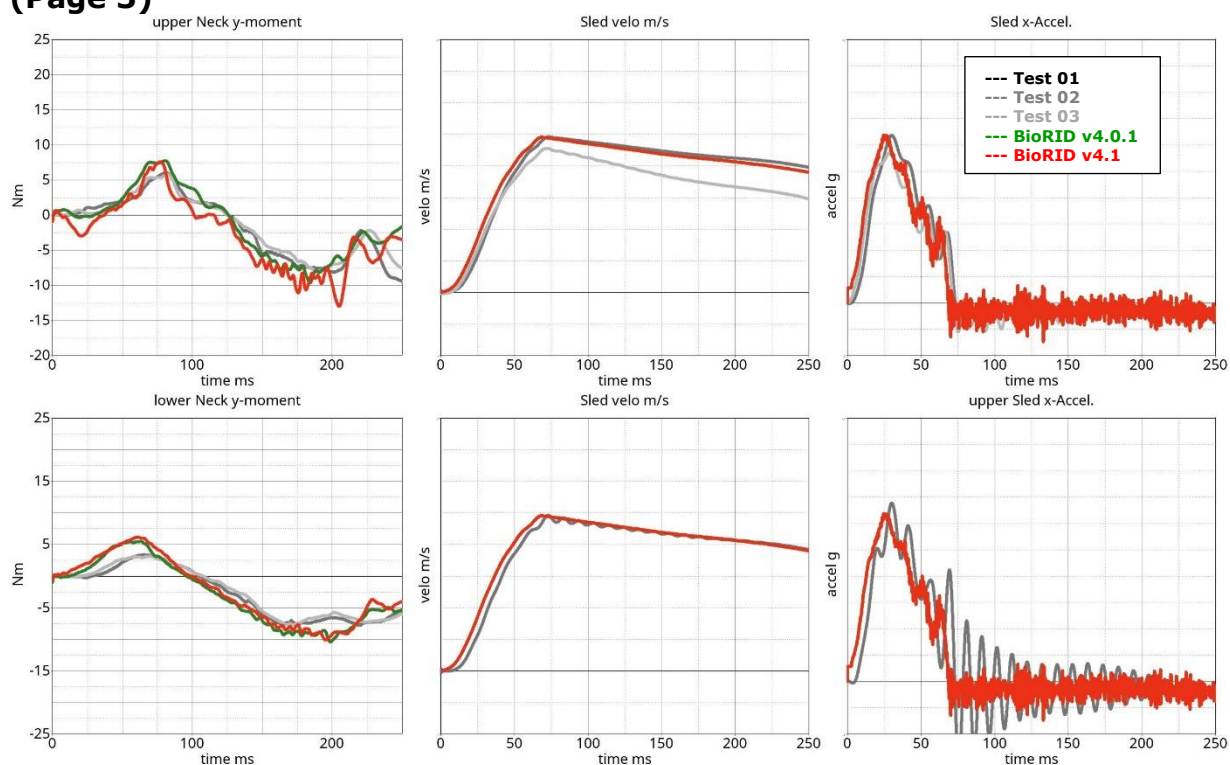 (Page
upper Neck y-moment
25
20
15
10
5
0
-5
-10
-15
-20
Nm
0 100 200
time ms
Sled velo m/s
velo m/s
0 50 100 150 200 250
time ms
Sled x-Accel.
accel g
--- Test 01
--- Test 02
--- Test 03
--- BioRID v4.0.1
--- BioRID v4.1
0 50 100 150 200 250
time ms
lower Neck y-moment
25
15
5
-5
-15
-25
Nm
0 100 200
time ms
Sled velo m/s
velo m/s
0 50 100 150 200 250
time ms
upper Sled x-Accel.
accel g
0 50 100 150 200 250
time ms